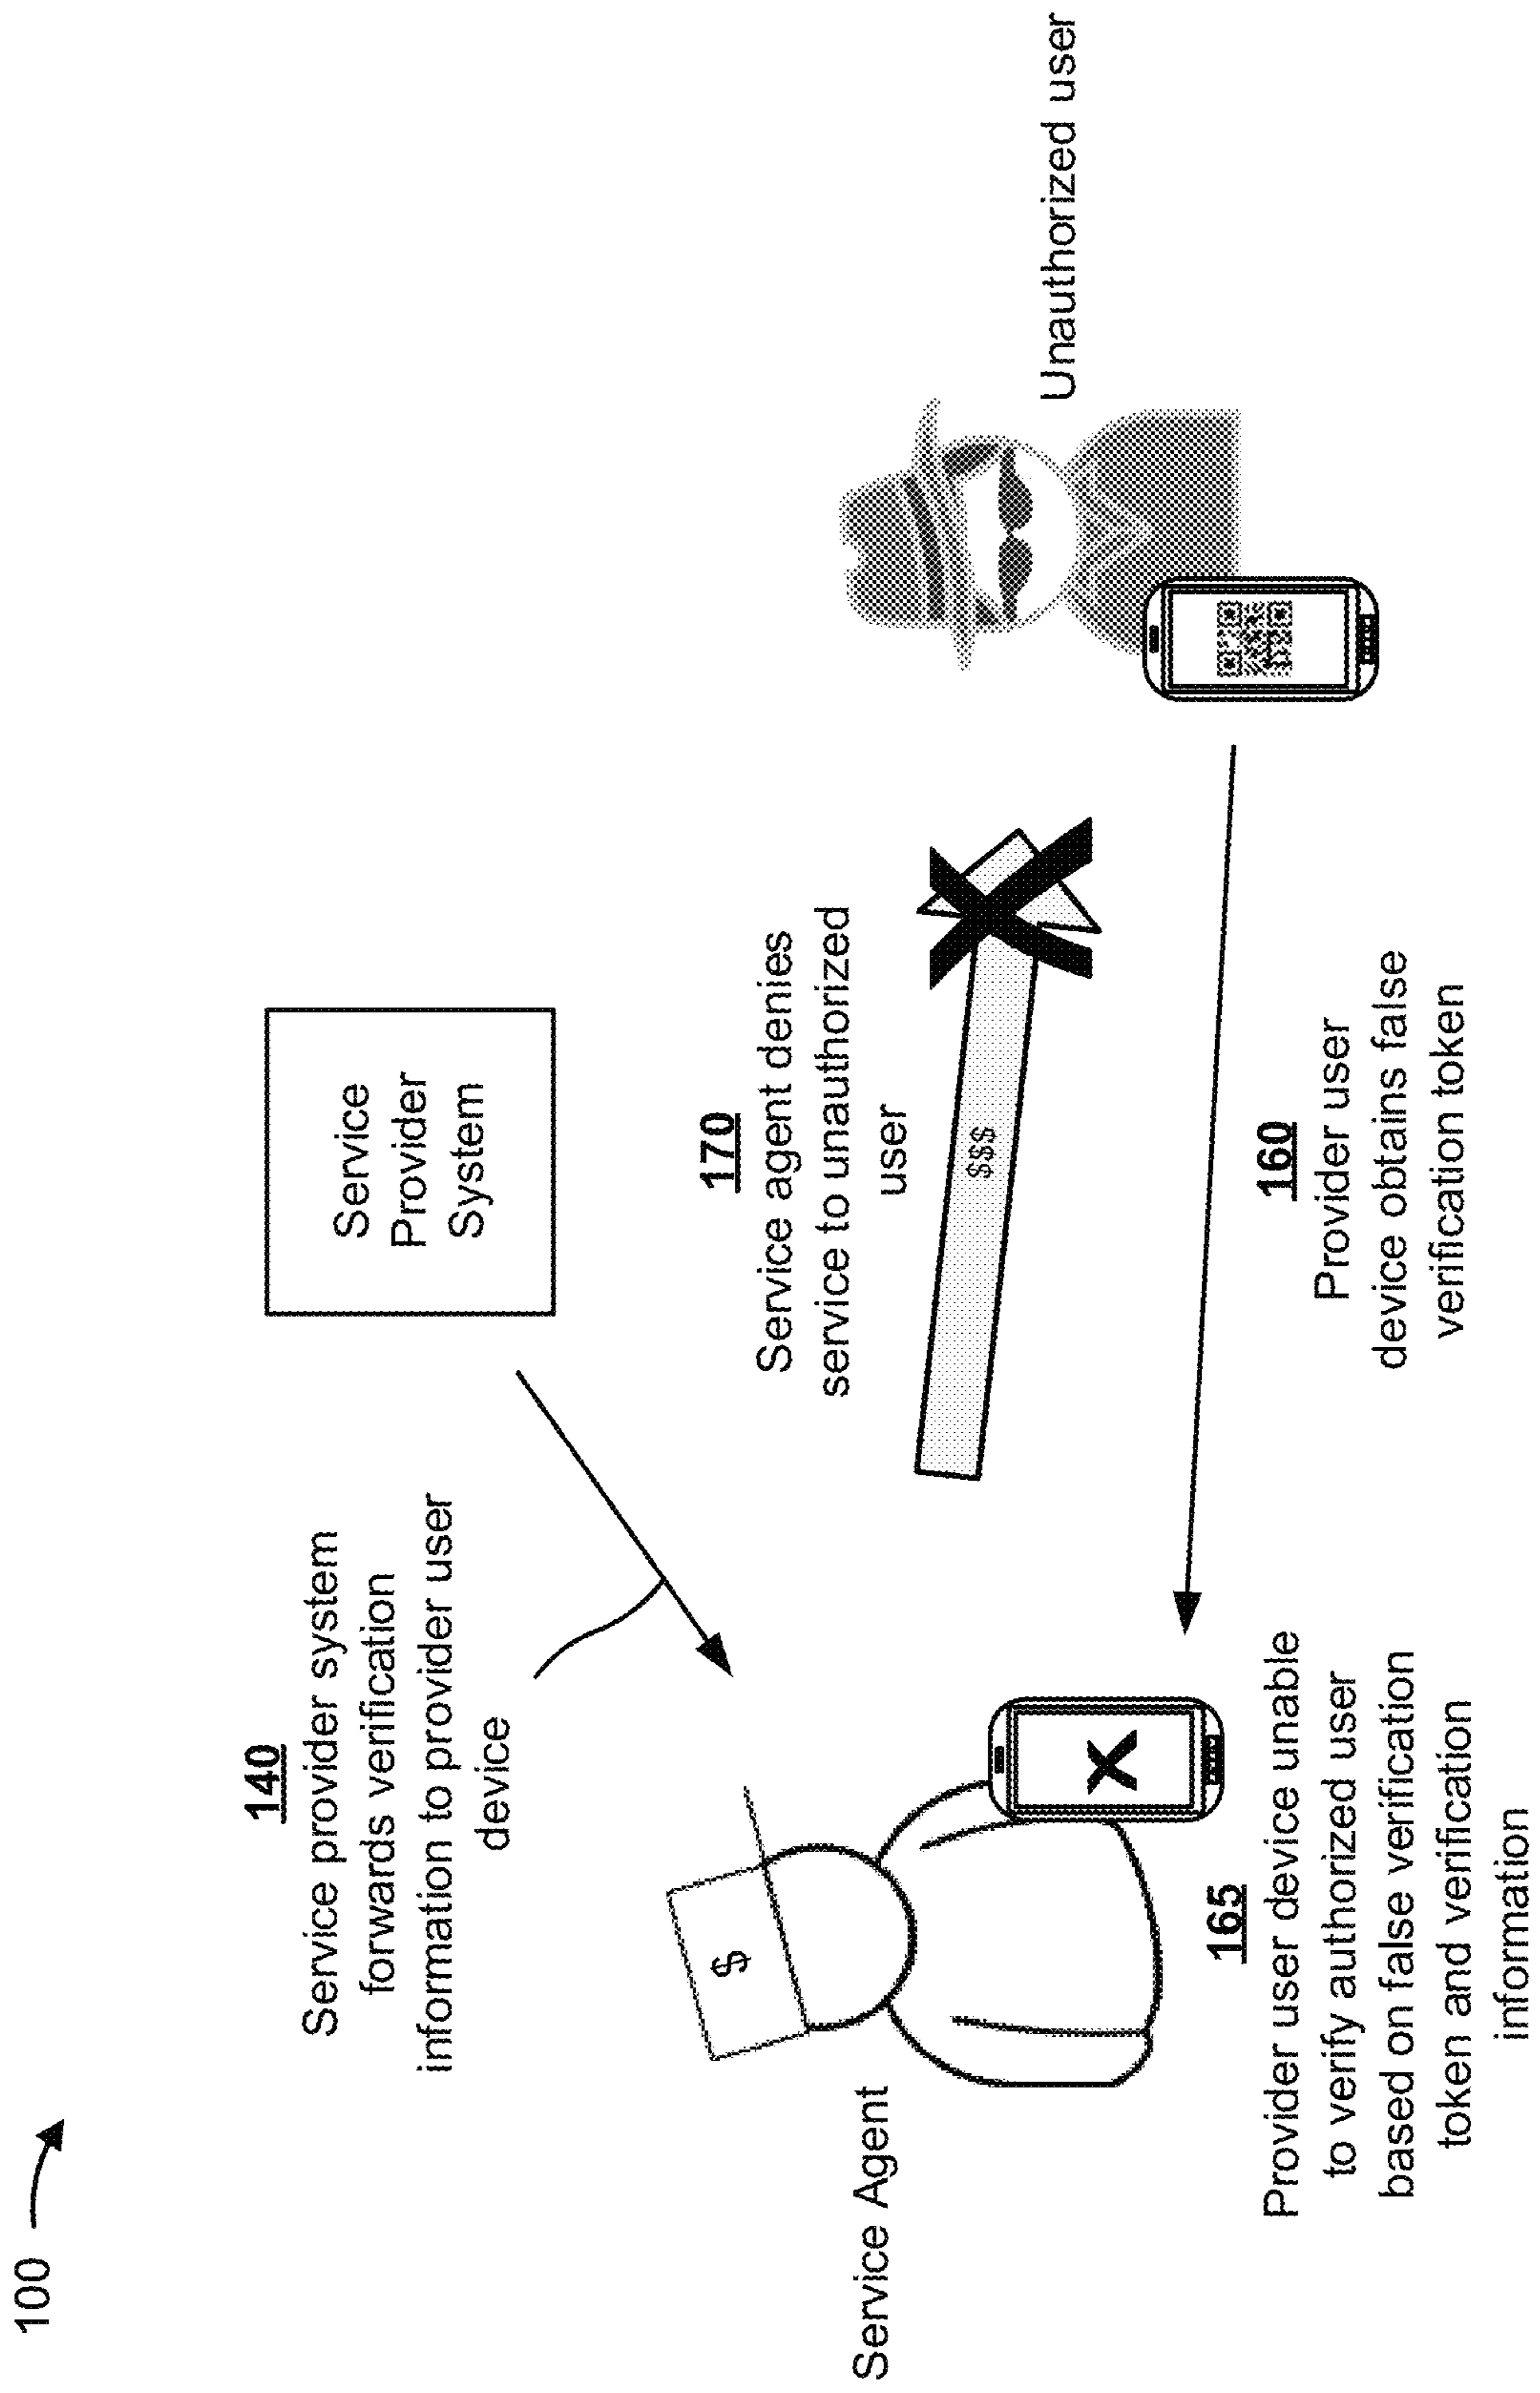 100
140
Service provider system
forwards verification
information to provider user
device
Service
Provider
System
170
Service agent denies
service to unauthorized
user
$$$
$
Service Agent
Unauthorized user
165
Provider user device unable
to verify authorized user
based on false verification
token and verification
information
160
Provider user
device obtains false
verification token